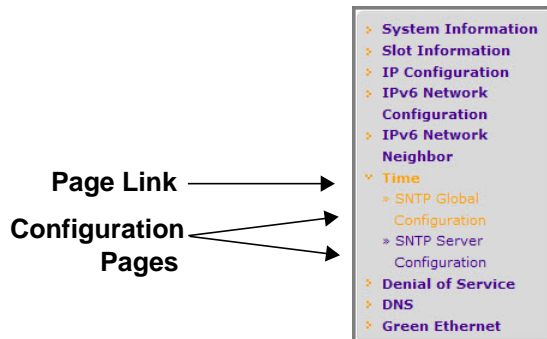 System Information
Slot Information
IP Configuration
IPv6 Network
Configuration
IPv6 Network
Neighbor
Page Link
Time
» SNTP Global
Configuration
Configuration
Pages
» SNTP Server
Configuration
Denial of Service
DNS
Green Ethernet